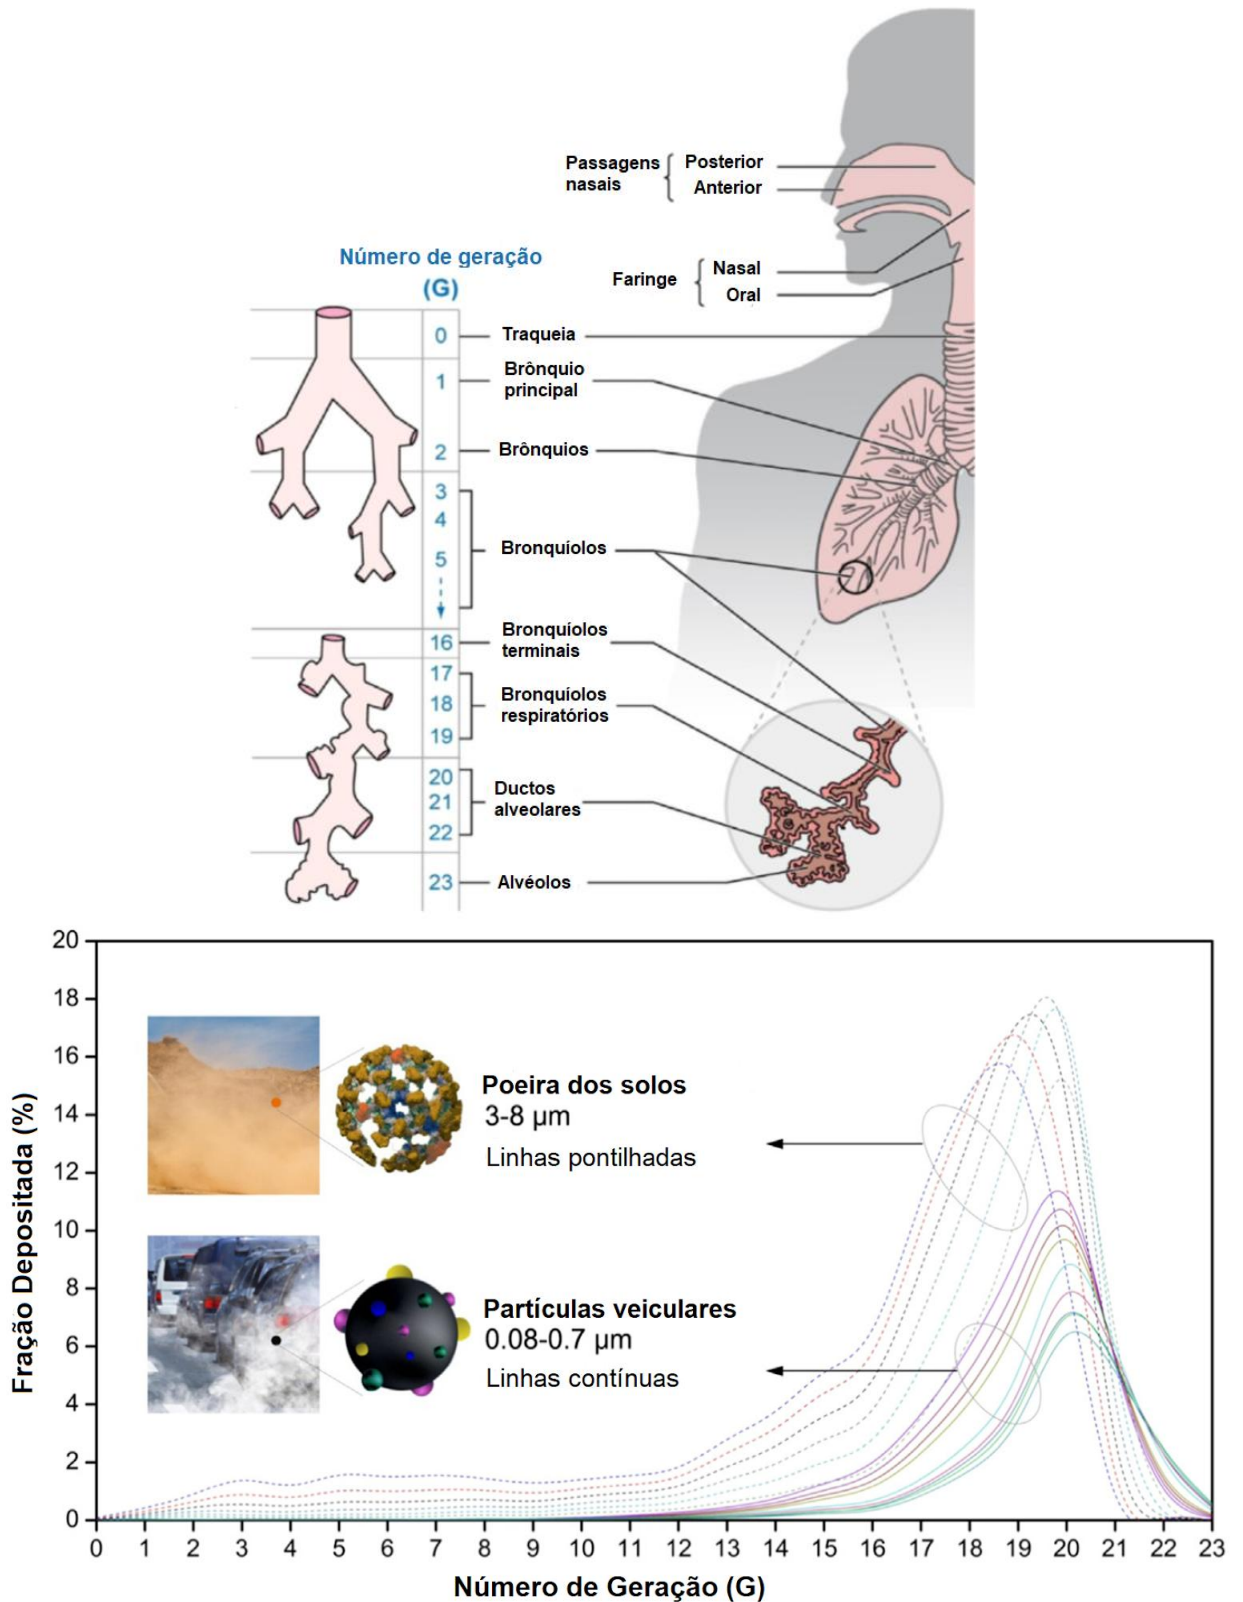 Passagens
nasais
Posterior
Anterior
Número de geração
(G)
Faringe
Nasal
Oral
0
Traqueia
1
Brônquio
principal
2
Brônquios
3
4
5
Bronquíolos
16
Bronquíolos
terminais
17
18
19
Bronquíolos
respiratórios
20
21
22
Ductos
alveolares
23
Alvéolos
20
18
16
14
12
10
8
6
4
2
0
Fração Depositada (%)
Poeira dos solos
3-8 µm
Linhas pontilhadas
Partículas veiculares
0.08-0.7 µm
Linhas contínuas
0 1 2 3 4 5 6 7 8 9 10 11 12 13 14 15 16 17 18 19 20 21 22 23
Número de Geração (G)